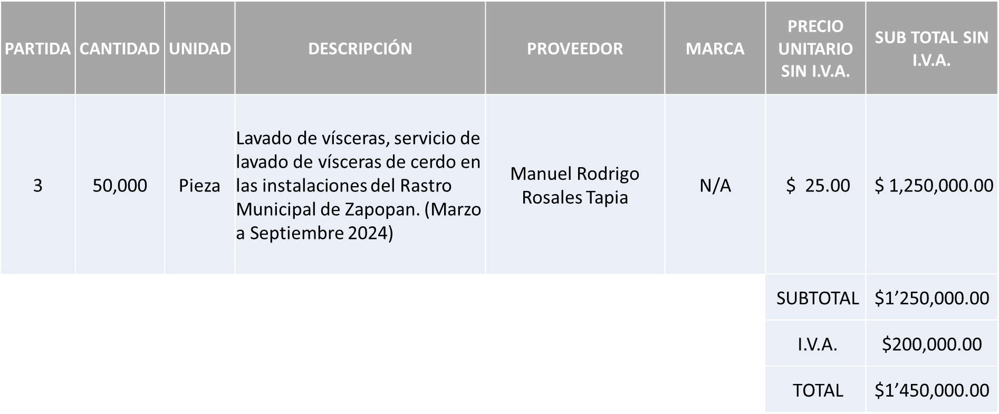 PARTIDA
CANTIDAD
UNIDAD
DESCRIPCIÓN
PROVEEDOR
MARCA
PRECIO
UNITARIO
SIN I.V.A.
SUB TOTAL SIN
I.V.A.
3
50,000
Pieza
Lavado de vísceras, servicio de
lavado de vísceras de cerdo en
las instalaciones del Rastro
Municipal de Zapopan. (Marzo
a Septiembre 2024)
Manuel Rodrigo
Rosales Tapia
N/A
$ 25.00
$ 1,250,000.00
SUBTOTAL
$1’250,000.00
I.V.A.
$200,000.00
TOTAL
$1’450,000.00